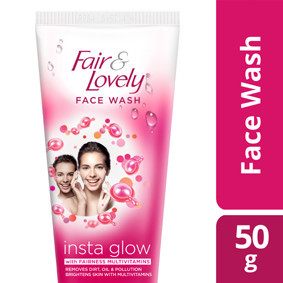 Fair &
Lovely
FACE WASH
insta glow
with FAIRNESS MULTIVITAMINS
REMOVES DIRT, OIL & POLLUTION
BRIGHTENS SKIN WITH MULTIVITAMINS
Face Wash
50
g